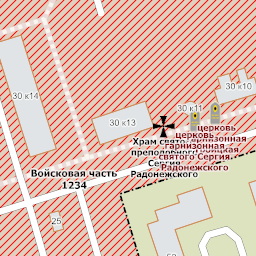 30 к10
30 к14
30 к11
30 к13
церковь
церковь
гарнизонная
Храм
преподобного
святого Сергия
Сергия
Радонежского
Радонежского
Войсковая часть
1234
25